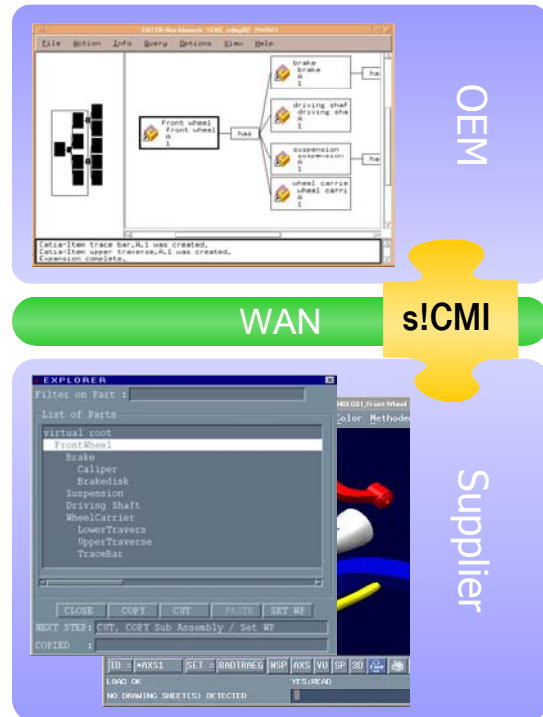 File Action Info Query Options View Help
brake
brake
A
1
ha
driving shaf
driving sha
A
1
front wheel
front wheel
A
1
has
suspension
suspension
A
1
ha
wheel carrie
wheel carri
A
1
Catia-Item trace bar,A,1 was created.
Catia-Item upper traverse,A,1 was created.
Expansion complete.
OEM
WAN
s!CMI
EXPLORER
Filter on Part :
List of Parts
virtual root
FrontWheel
Brake
Caliper
Brakedisk
Suspension
Driving Shaft
WheelCarrier
LowerTravers
UpperTraverse
TraceBar
CLOSE COPY CUT PASTE SET WP
NEXT STEP: CUT, COPY Sub Assembly / Set WP
COPIED :
Front Wheel
Color Methode
Supplier
ID = *AXS1 SET = RADTRAEG WSP AXS VU SP 3D
LOAD OK YES:READ
NO DRAWING SHEET(S) DETECTED